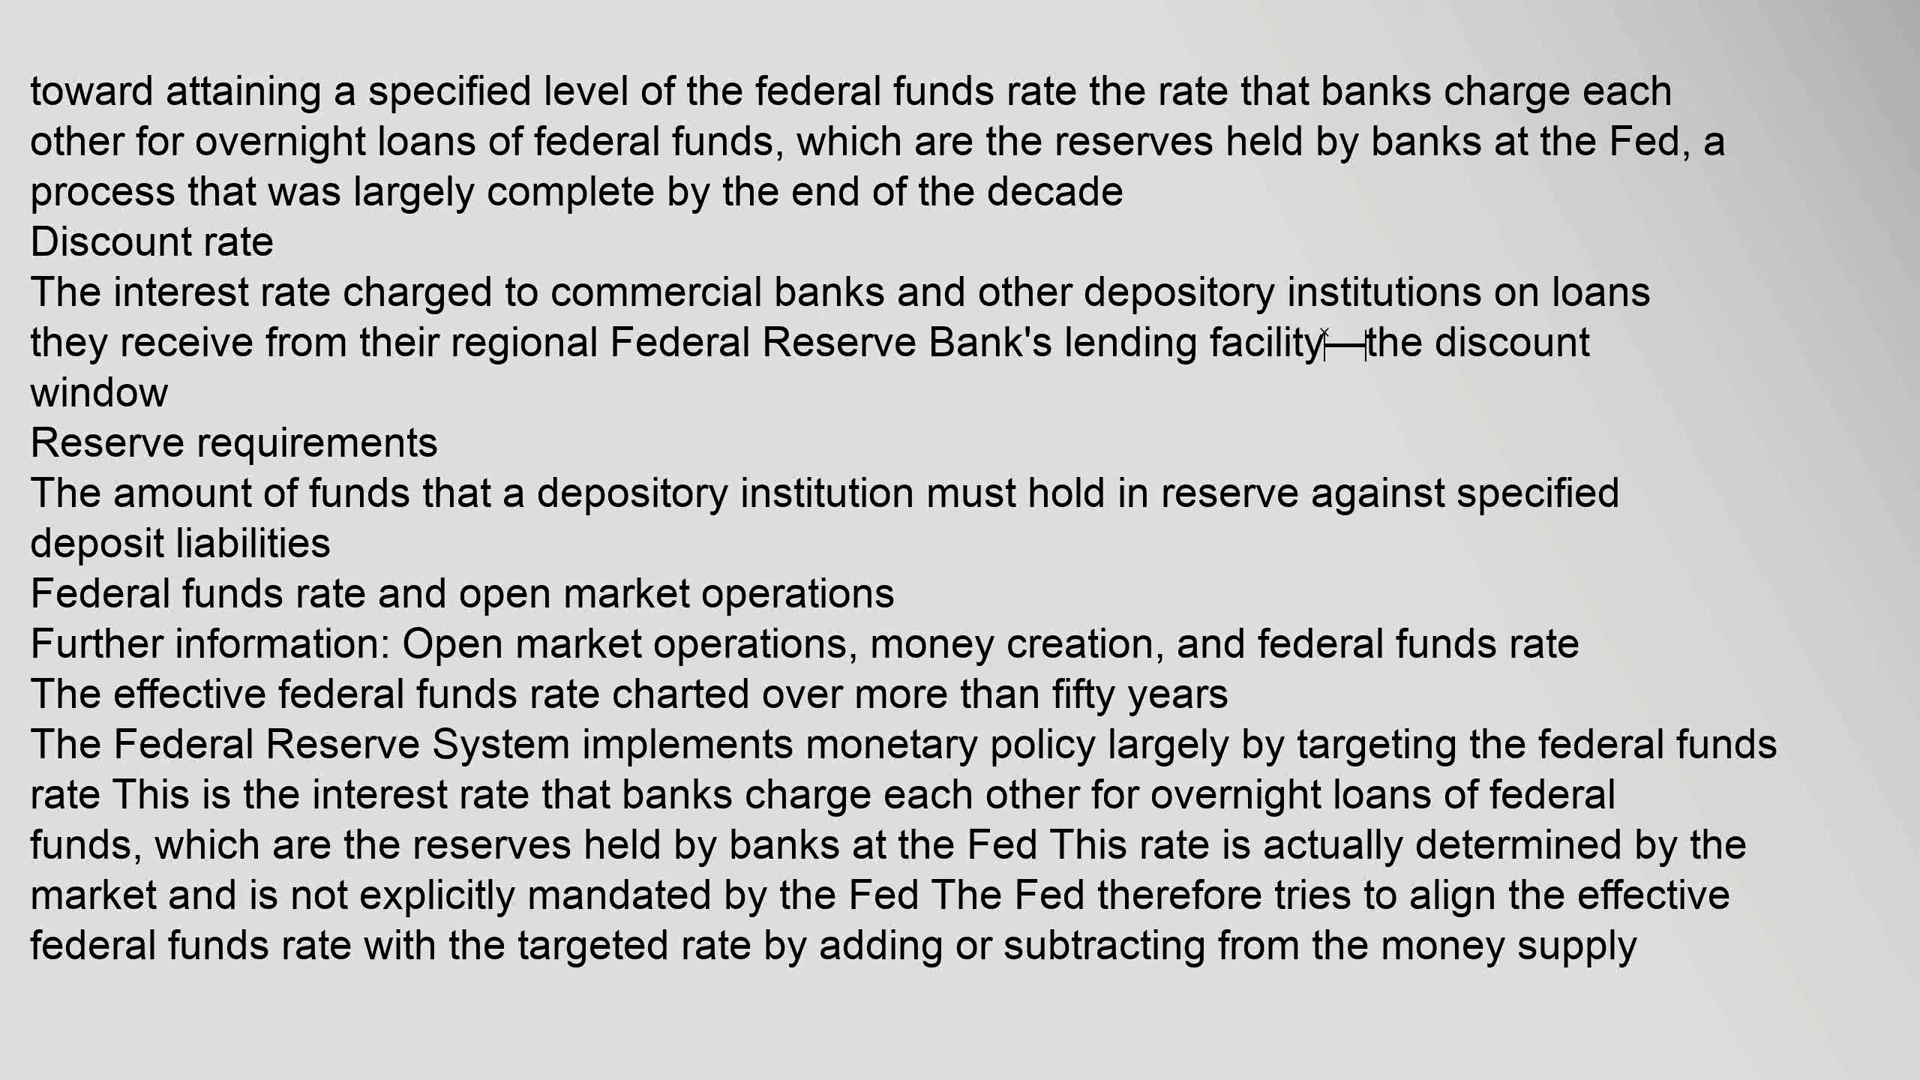 toward attaining a specified level of the federal funds rate the rate that banks charge each
other for overnight loans of federal funds, which are the reserves held by banks at the Fed, a
process that was largely complete by the end of the decade
Discount rate
The interest rate charged to commercial banks and other depository institutions on loans
they receive from their regional Federal Reserve Bank's lending facility—the discount
window
Reserve requirements
The amount of funds that a depository institution must hold in reserve against specified
deposit liabilities
Federal funds rate and open market operations
Further information: Open market operations, money creation, and federal funds rate
The effective federal funds rate charted over more than fifty years
The Federal Reserve System implements monetary policy largely by targeting the federal funds
rate This is the interest rate that banks charge each other for overnight loans of federal
funds, which are the reserves held by banks at the Fed This rate is actually determined by the
market and is not explicitly mandated by the Fed The Fed therefore tries to align the effective
federal funds rate with the targeted rate by adding or subtracting from the money supply